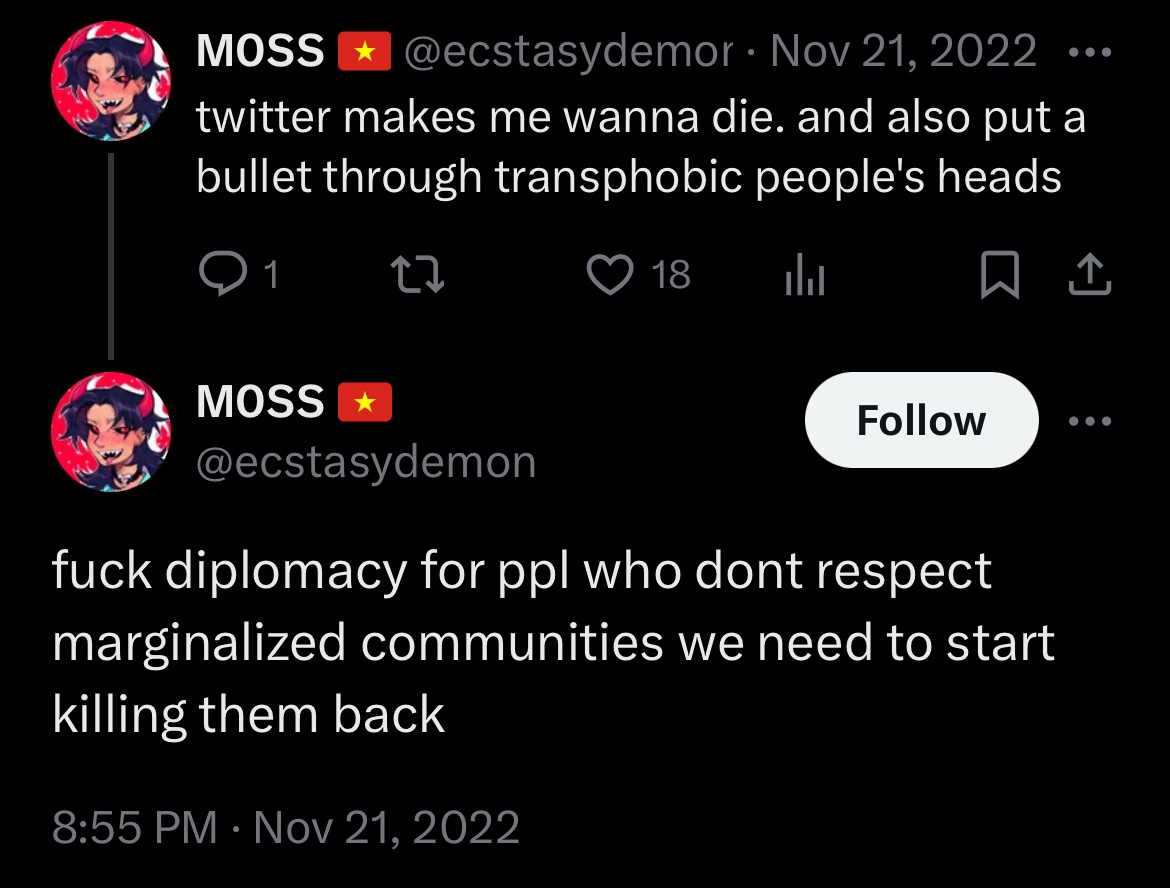 MOSS 🇻🇳 @ecstasydemor · Nov 21, 2022
twitter makes me wanna die. and also put a
bullet through transphobic people's heads
1 18
MOSS 🇻🇳
Follow
@ecstasydemon
fuck diplomacy for ppl who dont respect
marginalized communities we need to start
killing them back
8:55 PM · Nov 21, 2022